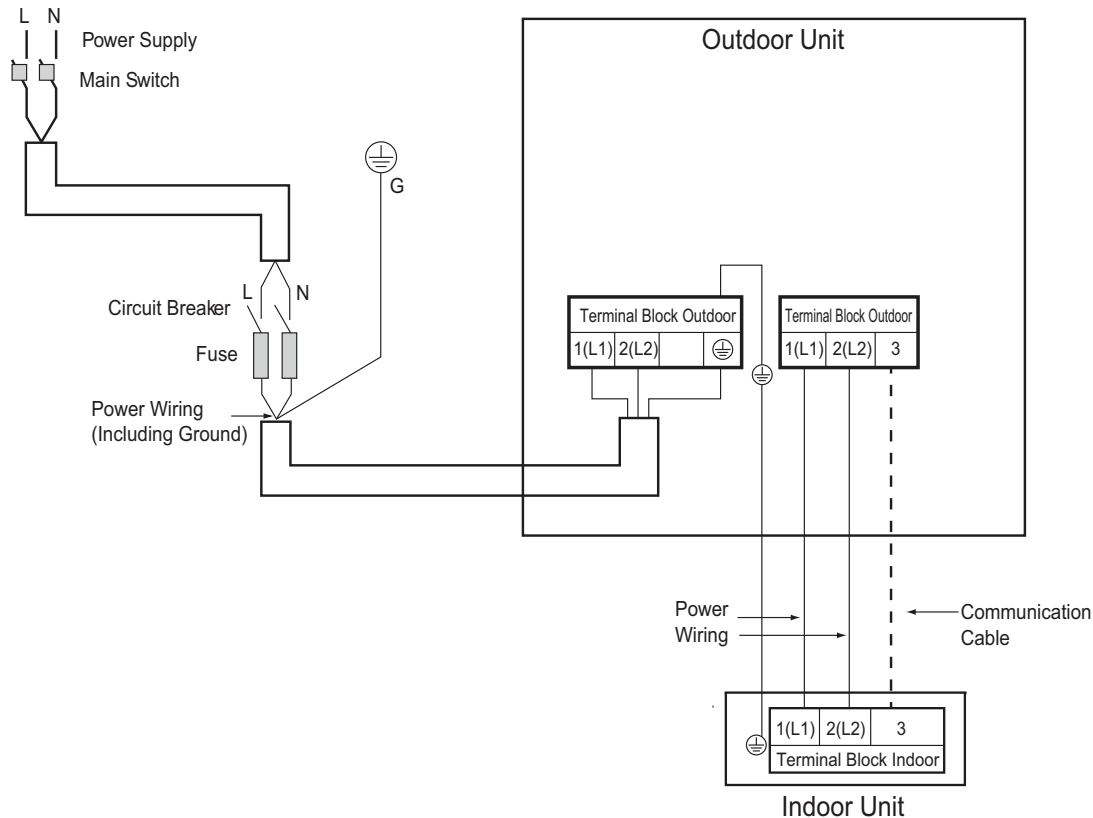 L N
Power Supply
Main Switch
Outdoor Unit
G
L N
Circuit Breaker
Fuse
Power Wiring
(Including Ground)
Terminal Block Outdoor
1(L1) 2(L2)
Terminal Block Outdoor
1(L1) 2(L2) 3
Power
Wiring
Communication
Cable
1(L1) 2(L2) 3
Terminal Block Indoor
Indoor Unit